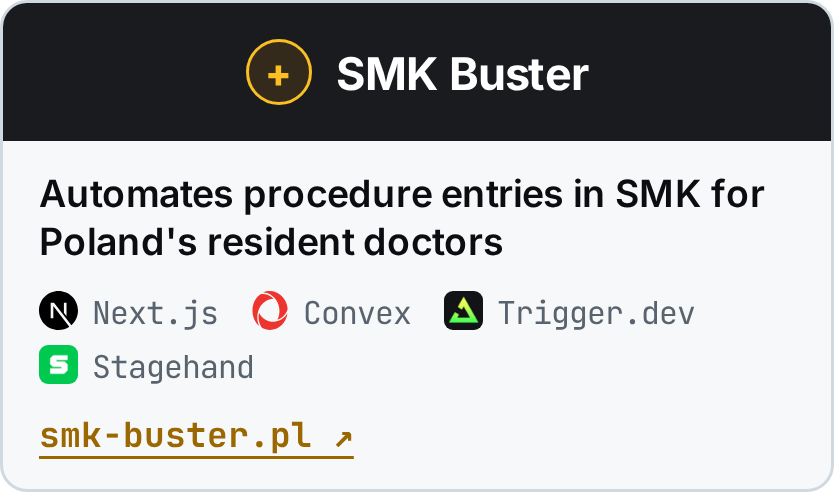 + SMK Buster
Automates procedure entries in SMK for
Poland's resident doctors
N Next.js Convex Trigger.dev
S Stagehand
smk-buster.pl ↗